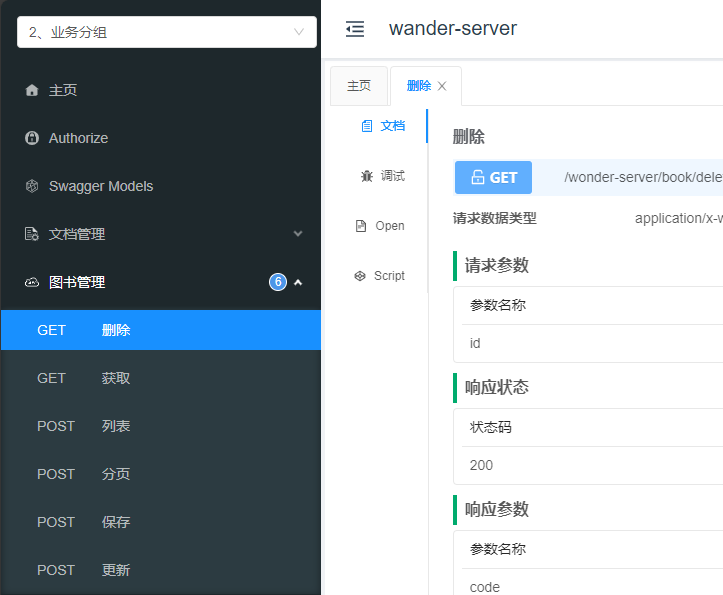 2、业务分组
主页
Authorize
Swagger Models
文档管理
图书管理 6
GET 删除
GET 获取
POST 列表
POST 分页
POST 保存
POST 更新
wander-server
主页 删除
文档
调试
Open
Script
删除
GET /wonder-server/book/dele
请求数据类型 application/x-w
请求参数
参数名称
id
响应状态
状态码
200
响应参数
参数名称
code